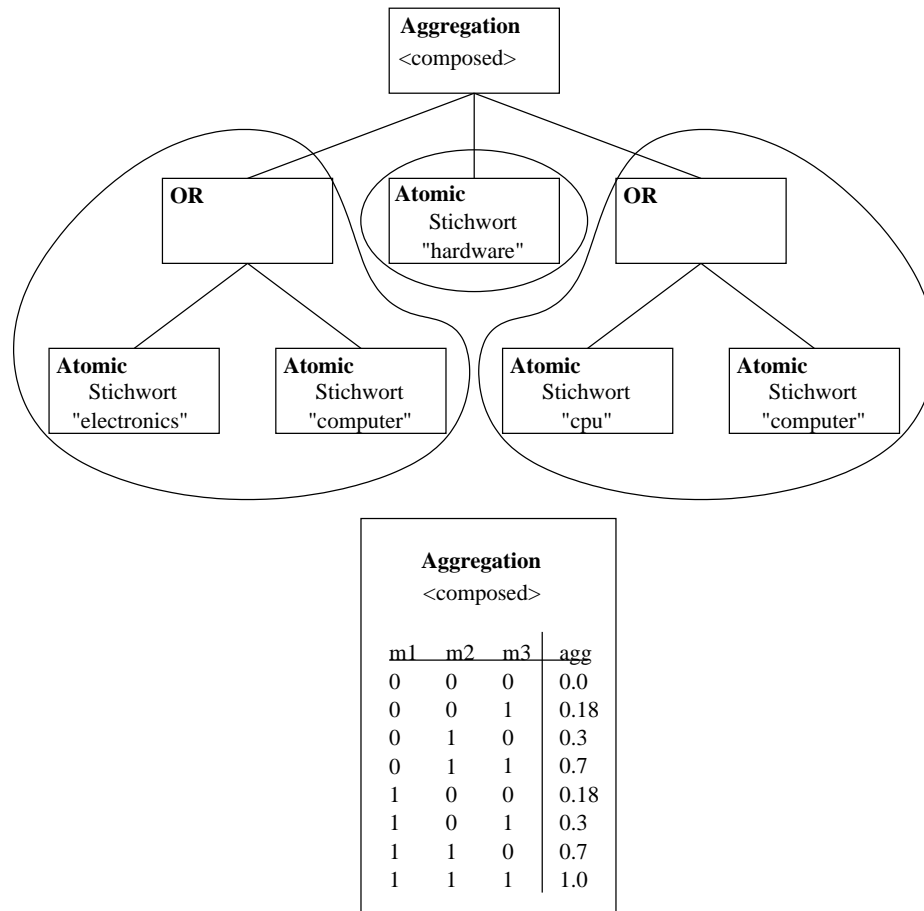 Aggregation
<composed>
OR
Atomic
Stichwort
"hardware"
OR
Atomic
Stichwort
"electronics"
Atomic
Stichwort
"computer"
Atomic
Stichwort
"cpu"
Atomic
Stichwort
"computer"
Aggregation
<composed>
m1 m2 m3 agg
0 0 0 0.0
0 0 1 0.18
0 1 0 0.3
0 1 1 0.7
1 0 0 0.18
1 0 1 0.3
1 1 0 0.7
1 1 1 1.0